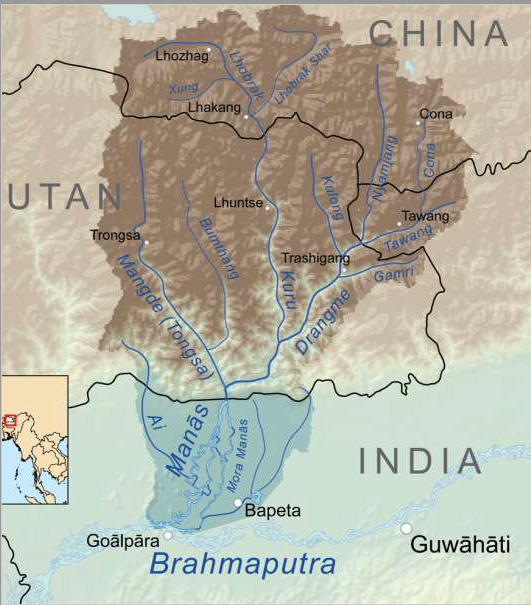 CHINA
Lhozhag
Lhobrak
Lhobrak Shar
Xung
Lhakang
Cona
Nyamjang
Cona
UTAN
Kulong
Lhuntse
Bumthang
Tawang
Trongsa
Tawang
Trashigang
Gamri
Kuru
Mangde (Tongsa)
Drangme
Ai
Manās
Mora Manās
INDIA
Bapeta
Goālpāra
Guwāhāti
Brahmaputra